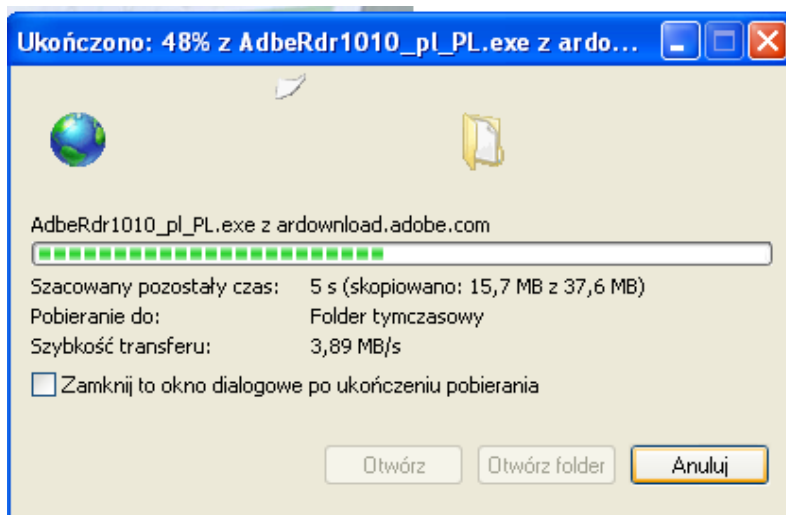 Ukończono: 48% z AdbeRdr1010_pl_PL.exe z ardo...
AdbeRdr1010_pl_PL.exe z ardownload.adobe.com
Szacowany pozostały czas: 5 s (skopiowano: 15,7 MB z 37,6 MB)
Pobieranie do: Folder tymczasowy
Szybkość transferu: 3,89 MB/s
Zamknij to okno dialogowe po ukończeniu pobierania
Otwórz Otwórz folder Anuluj